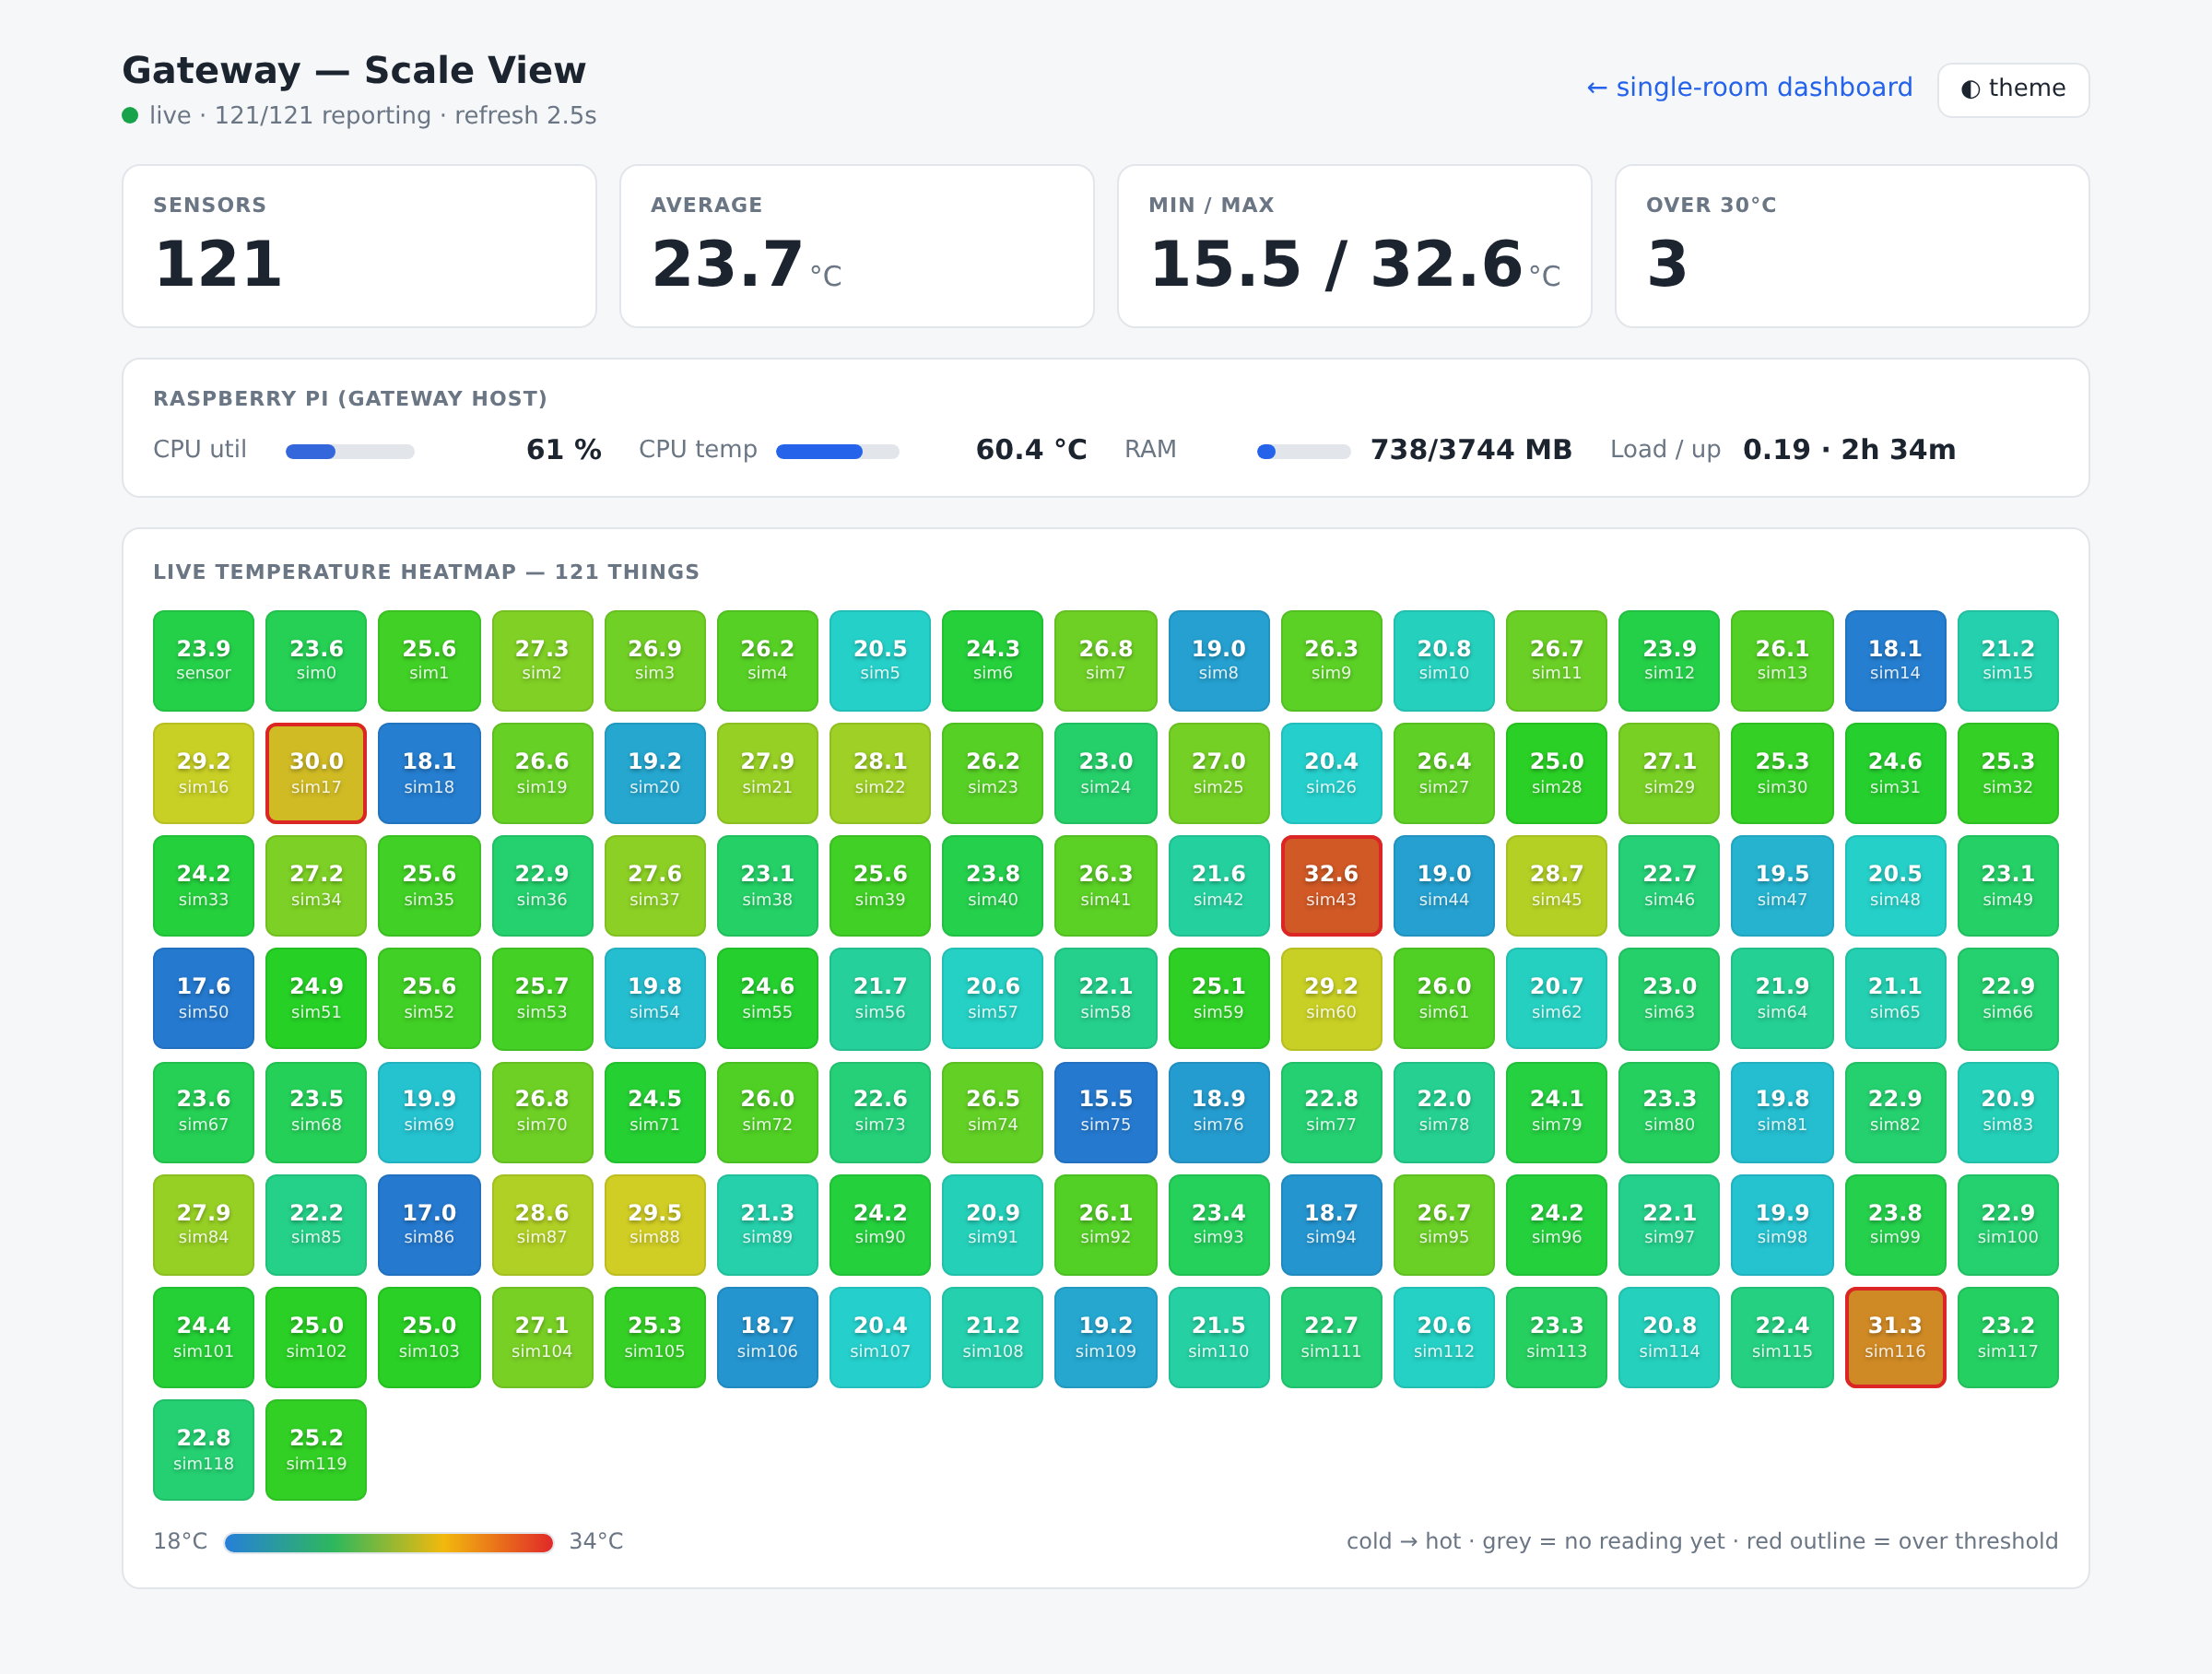 Gateway — Scale View
live · 121/121 reporting · refresh 2.5s
← single-room dashboard
◐ theme
SENSORS
121
AVERAGE
23.7 °C
MIN / MAX
15.5 / 32.6 °C
OVER 30°C
3
RASPBERRY PI (GATEWAY HOST)
CPU util 61 % CPU temp 60.4 °C RAM 738/3744 MB Load / up 0.19 · 2h 34m
LIVE TEMPERATURE HEATMAP — 121 THINGS
23.9 23.6 25.6 27.3 26.9 26.2 20.5 24.3 26.8 19.0 26.3 20.8 26.7 23.9 26.1 18.1 21.2
sensor sim0 sim1 sim2 sim3 sim4 sim5 sim6 sim7 sim8 sim9 sim10 sim11 sim12 sim13 sim14 sim15
29.2 30.0 18.1 26.6 19.2 27.9 28.1 26.2 23.0 27.0 20.4 26.4 25.0 27.1 25.3 24.6 25.3
sim16 sim17 sim18 sim19 sim20 sim21 sim22 sim23 sim24 sim25 sim26 sim27 sim28 sim29 sim30 sim31 sim32
24.2 27.2 25.6 22.9 27.6 23.1 25.6 23.8 26.3 21.6 32.6 19.0 28.7 22.7 19.5 20.5 23.1
sim33 sim34 sim35 sim36 sim37 sim38 sim39 sim40 sim41 sim42 sim43 sim44 sim45 sim46 sim47 sim48 sim49
17.6 24.9 25.6 25.7 19.8 24.6 21.7 20.6 22.1 25.1 29.2 26.0 20.7 23.0 21.9 21.1 22.9
sim50 sim51 sim52 sim53 sim54 sim55 sim56 sim57 sim58 sim59 sim60 sim61 sim62 sim63 sim64 sim65 sim66
23.6 23.5 19.9 26.8 24.5 26.0 22.6 26.5 15.5 18.9 22.8 22.0 24.1 23.3 19.8 22.9 20.9
sim67 sim68 sim69 sim70 sim71 sim72 sim73 sim74 sim75 sim76 sim77 sim78 sim79 sim80 sim81 sim82 sim83
27.9 22.2 17.0 28.6 29.5 21.3 24.2 20.9 26.1 23.4 18.7 26.7 24.2 22.1 19.9 23.8 22.9
sim84 sim85 sim86 sim87 sim88 sim89 sim90 sim91 sim92 sim93 sim94 sim95 sim96 sim97 sim98 sim99 sim100
24.4 25.0 25.0 27.1 25.3 18.7 20.4 21.2 19.2 21.5 22.7 20.6 23.3 20.8 22.4 31.3 23.2
sim101 sim102 sim103 sim104 sim105 sim106 sim107 sim108 sim109 sim110 sim111 sim112 sim113 sim114 sim115 sim116 sim117
22.8 25.2
sim118 sim119
18°C 34°C
cold → hot · grey = no reading yet · red outline = over threshold